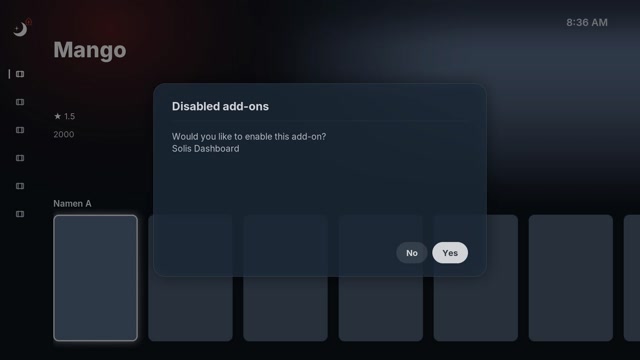 8:36 AM
Mango
★ 1.5
2000
Disabled add-ons
Would you like to enable this add-on?
Solis Dashboard
No
Yes
Namen A